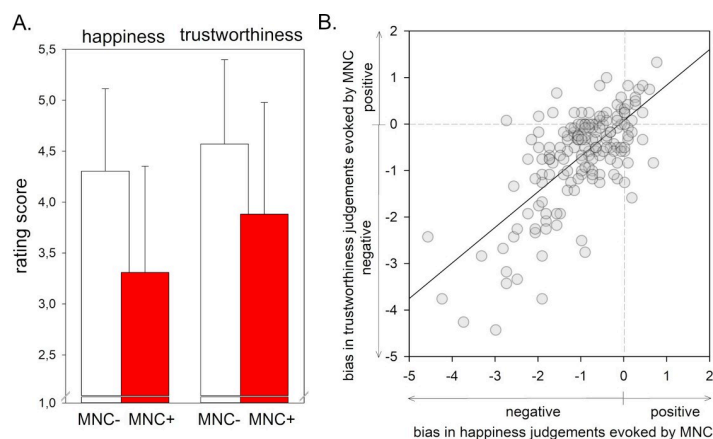 A.
happiness trustworthiness
5,5
5,0
4,5
4,0
3,5
3,0
2,5
1,0
rating score
MNC- MNC+ MNC- MNC+
B.
2
1
0
-1
-2
-3
-4
-5
bias in trustworthiness judgements evoked by MNC
negative positive
-5 -4 -3 -2 -1 0 1 2
negative positive
bias in happiness judgements evoked by MNC